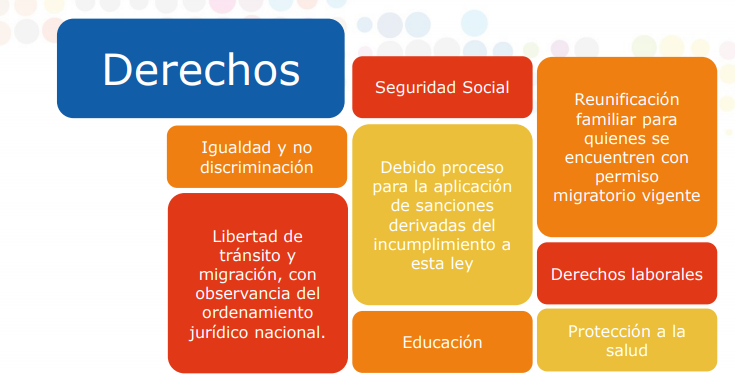 Derechos
Igualdad y no
discriminación
Libertad de
tránsito y
migración, con
observancia del
ordenamiento
jurídico nacional.
Seguridad Social
Debido proceso
para la aplicación
de sanciones
derivadas del
incumplimiento a
esta ley
Educación
Reunificación
familiar para
quienes se
encuentren con
permiso
migratorio vigente
Derechos laborales
Protección a la
salud